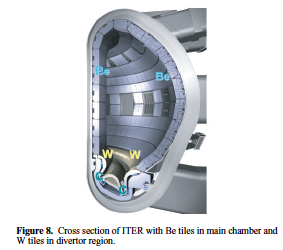 Be
Be
W W
C
C
Figure 8. Cross section of ITER with Be tiles in main chamber and
W tiles in divertor region.